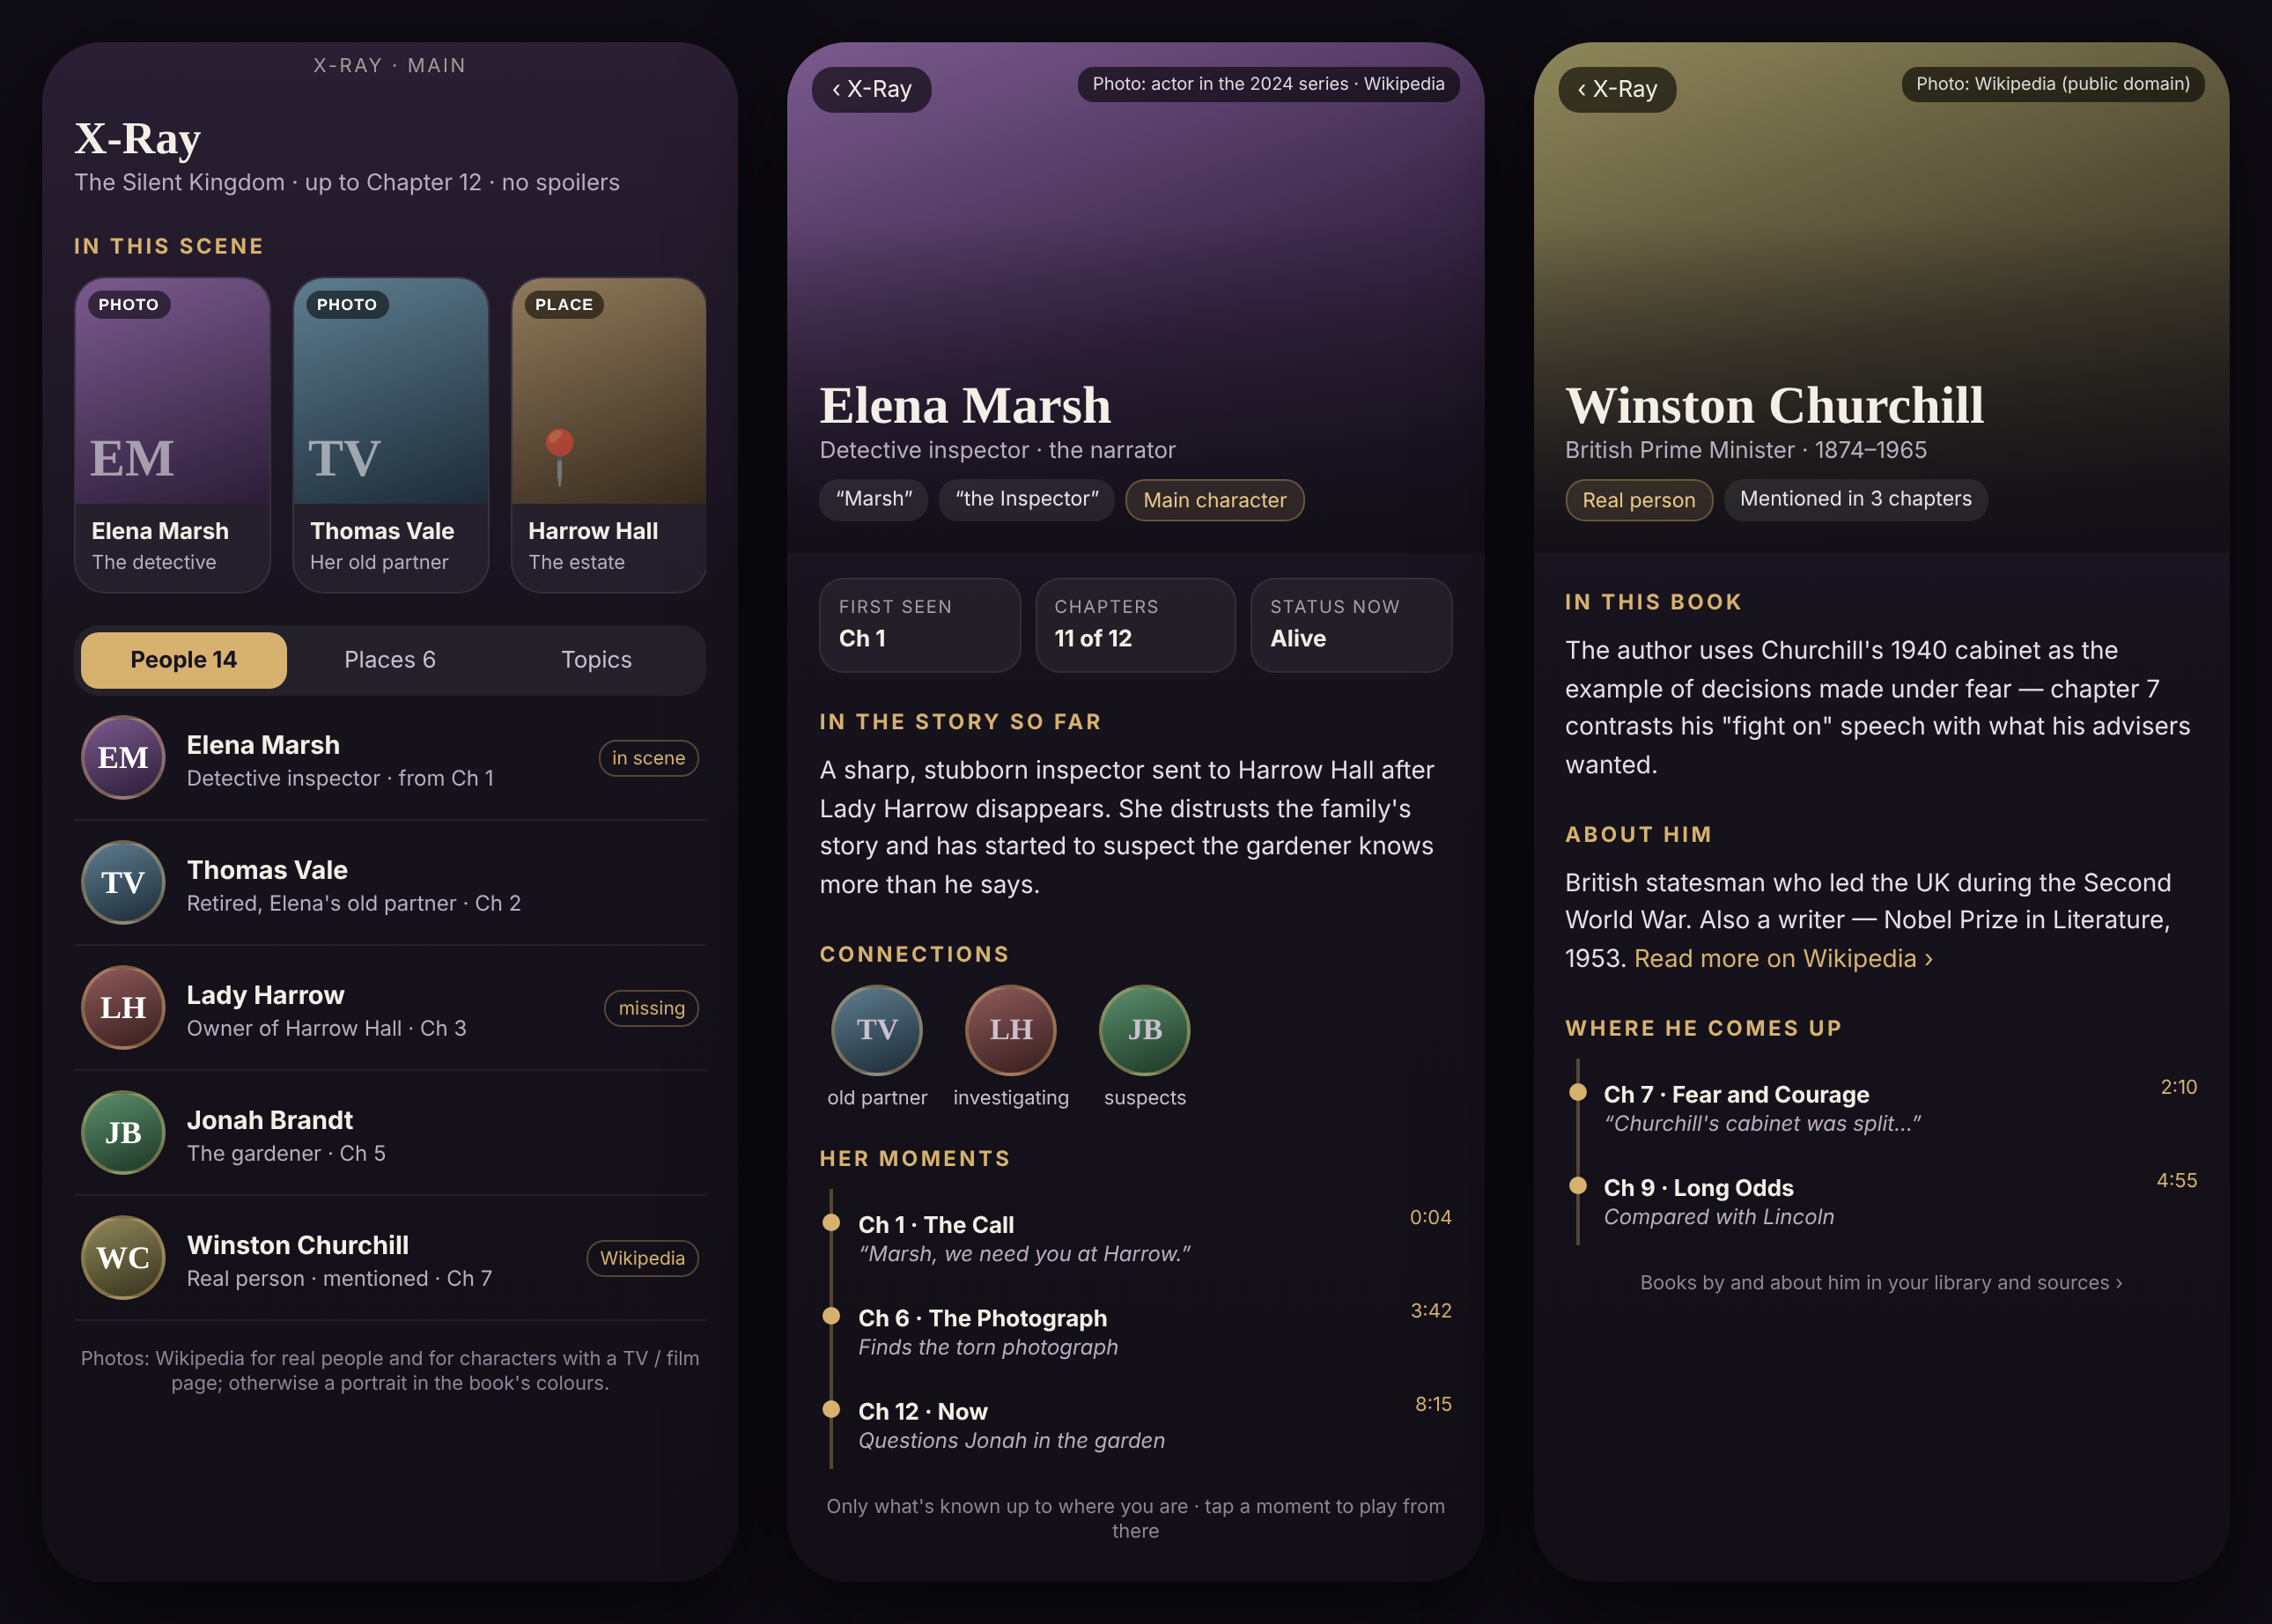 X-RAY · MAIN
X-Ray
The Silent Kingdom · up to Chapter 12 · no spoilers
IN THIS SCENE
PHOTO
EM
Elena Marsh
The detective
PHOTO
TV
Thomas Vale
Her old partner
PLACE
Harrow Hall
The estate
People 14
Places 6
Topics
EM
Elena Marsh
Detective inspector · from Ch 1
in scene
TV
Thomas Vale
Retired, Elena's old partner · Ch 2
LH
Lady Harrow
Owner of Harrow Hall · Ch 3
missing
JB
Jonah Brandt
The gardener · Ch 5
WC
Winston Churchill
Real person · mentioned · Ch 7
Wikipedia
Photos: Wikipedia for real people and for characters with a TV / film
page; otherwise a portrait in the book's colours.
‹ X-Ray
Photo: actor in the 2024 series · Wikipedia
Elena Marsh
Detective inspector · the narrator
“Marsh”
“the Inspector”
Main character
FIRST SEEN
Ch 1
CHAPTERS
11 of 12
STATUS NOW
Alive
IN THE STORY SO FAR
A sharp, stubborn inspector sent to Harrow Hall after
Lady Harrow disappears. She distrusts the family's
story and has started to suspect the gardener knows
more than he says.
CONNECTIONS
TV
old partner
LH
investigating
JB
suspects
HER MOMENTS
Ch 1 · The Call
0:04
“Marsh, we need you at Harrow.”
Ch 6 · The Photograph
3:42
Finds the torn photograph
Ch 12 · Now
8:15
Questions Jonah in the garden
Only what's known up to where you are · tap a moment to play from
there
‹ X-Ray
Photo: Wikipedia (public domain)
Winston Churchill
British Prime Minister · 1874–1965
Real person
Mentioned in 3 chapters
IN THIS BOOK
The author uses Churchill's 1940 cabinet as the
example of decisions made under fear — chapter 7
contrasts his "fight on" speech with what his advisers
wanted.
ABOUT HIM
British statesman who led the UK during the Second
World War. Also a writer — Nobel Prize in Literature,
1953. Read more on Wikipedia ›
WHERE HE COMES UP
Ch 7 · Fear and Courage
2:10
“Churchill's cabinet was split…”
Ch 9 · Long Odds
4:55
Compared with Lincoln
Books by and about him in your library and sources ›